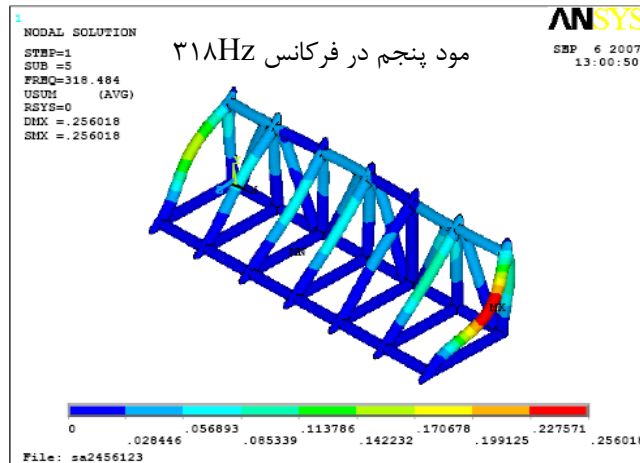 1
NODAL SOLUTION
STEP=1
SUB =5
FREQ=318.484
USUM (AVG)
RSYS=0
DMX =.256018
SMX =.256018
مود پنجم در فرکانس ۳۱۸Hz
ANSYS
SEP 6 2007
13:00:50
MN
MX
0 .056893 .113786 .170678 .227571
.028446 .085339 .142232 .199125 .256018
File: sa2456123